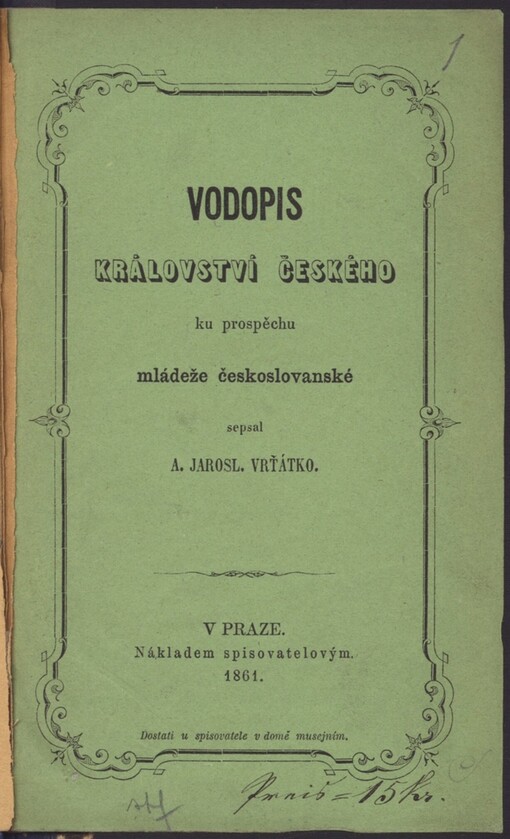 1
VODOPIS
KRÁLOVSTVÍ ČESKÉHO
ku prospěchu
mládeže českoslovanské
sepsal
A. JAROSL. VRŤÁTKO.
V PRAZE.
Nákladem spisovatelovým.
1861.
Dostati u spisovatele v domě musejním.
Preis = 15 kr.